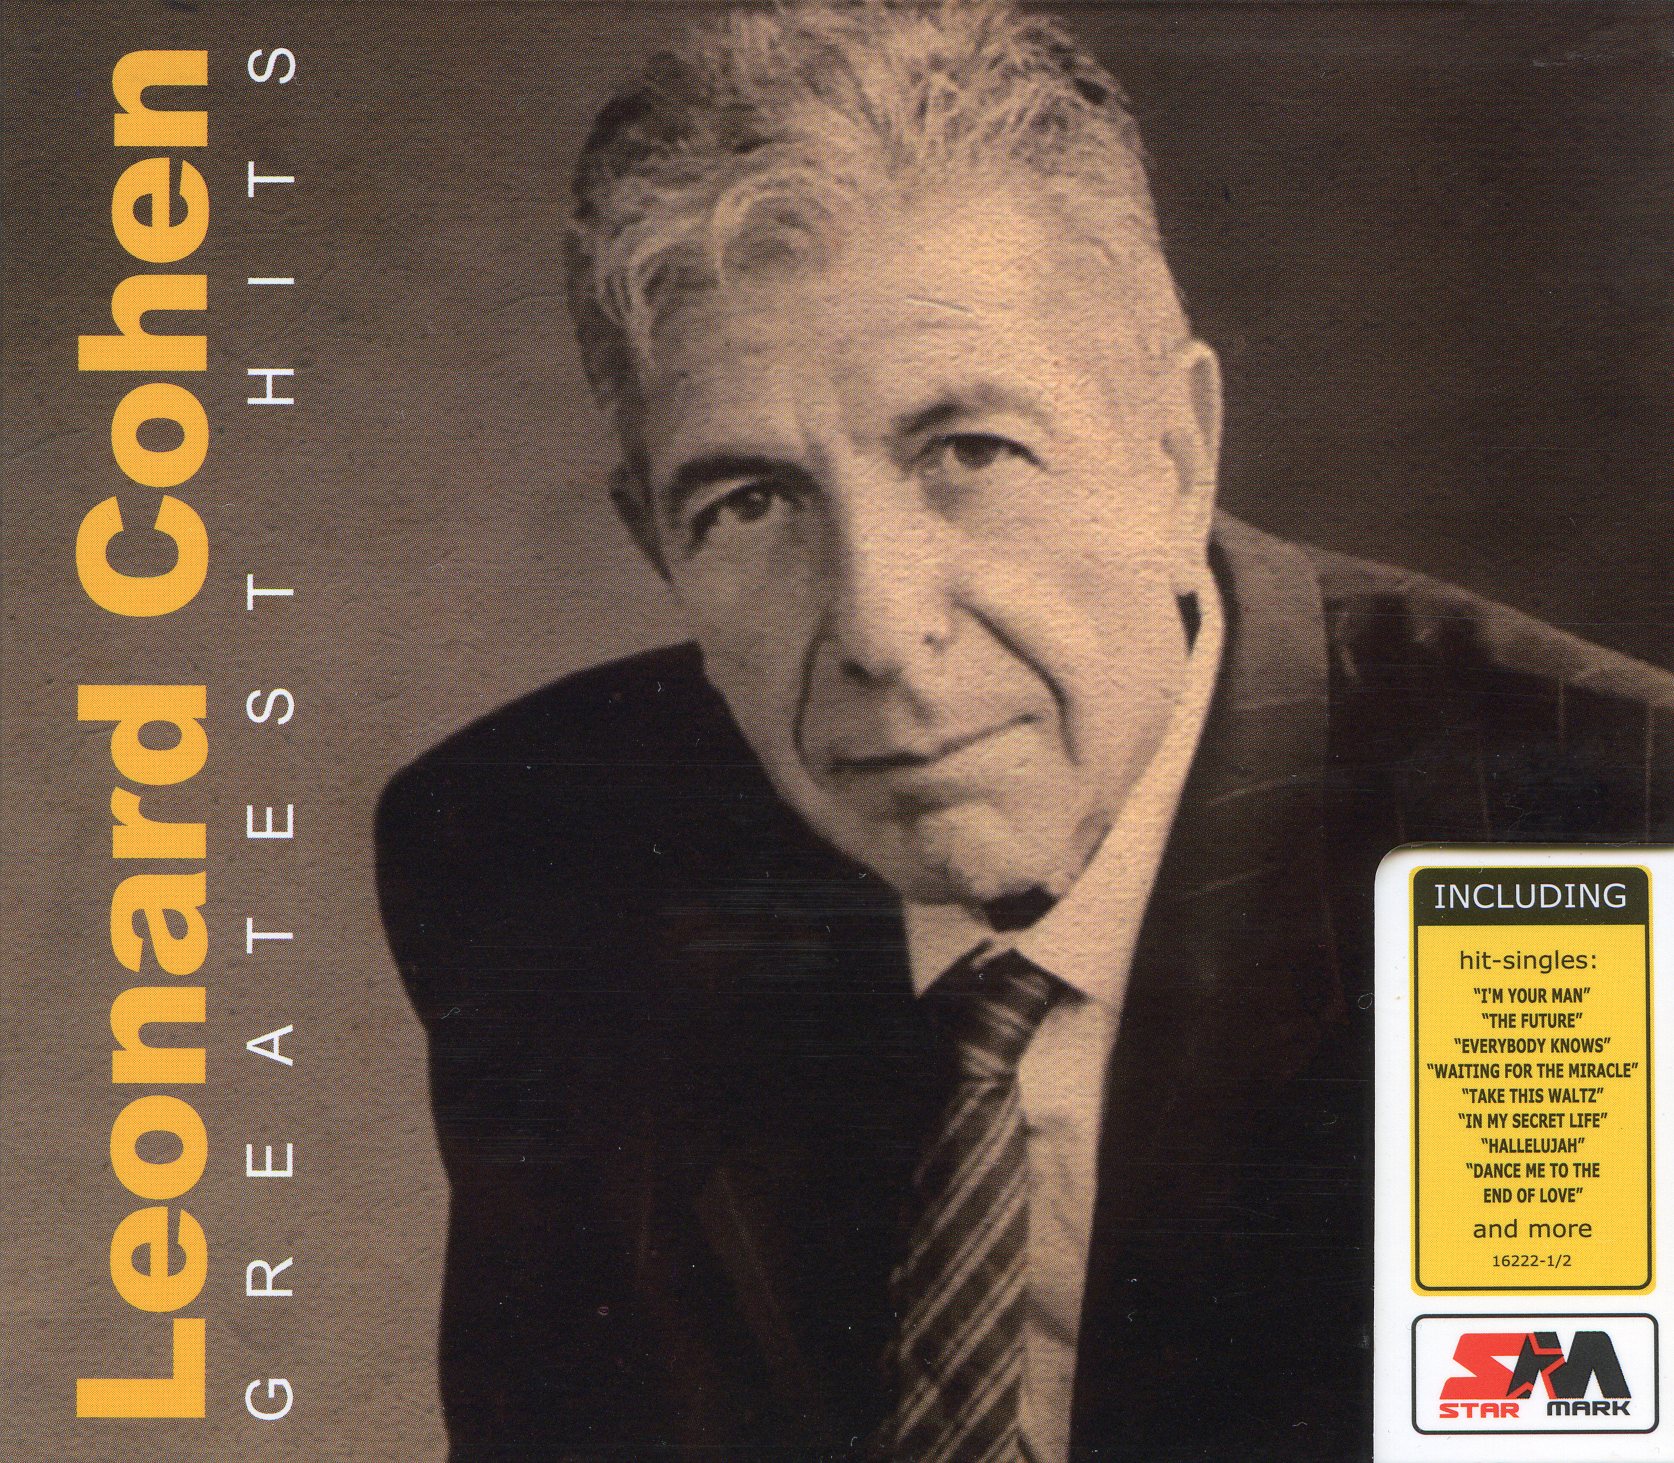 Leonard Cohen
GREATEST HITS
INCLUDING
hit-singles:
“I'M YOUR MAN”
“THE FUTURE”
“EVERYBODY KNOWS”
“WAITING FOR THE MIRACLE”
“TAKE THIS WALTZ”
“IN MY SECRET LIFE”
“HALLELUJAH”
“DANCE ME TO THE
END OF LOVE”
and more
16222-1/2
SM
STAR MARK